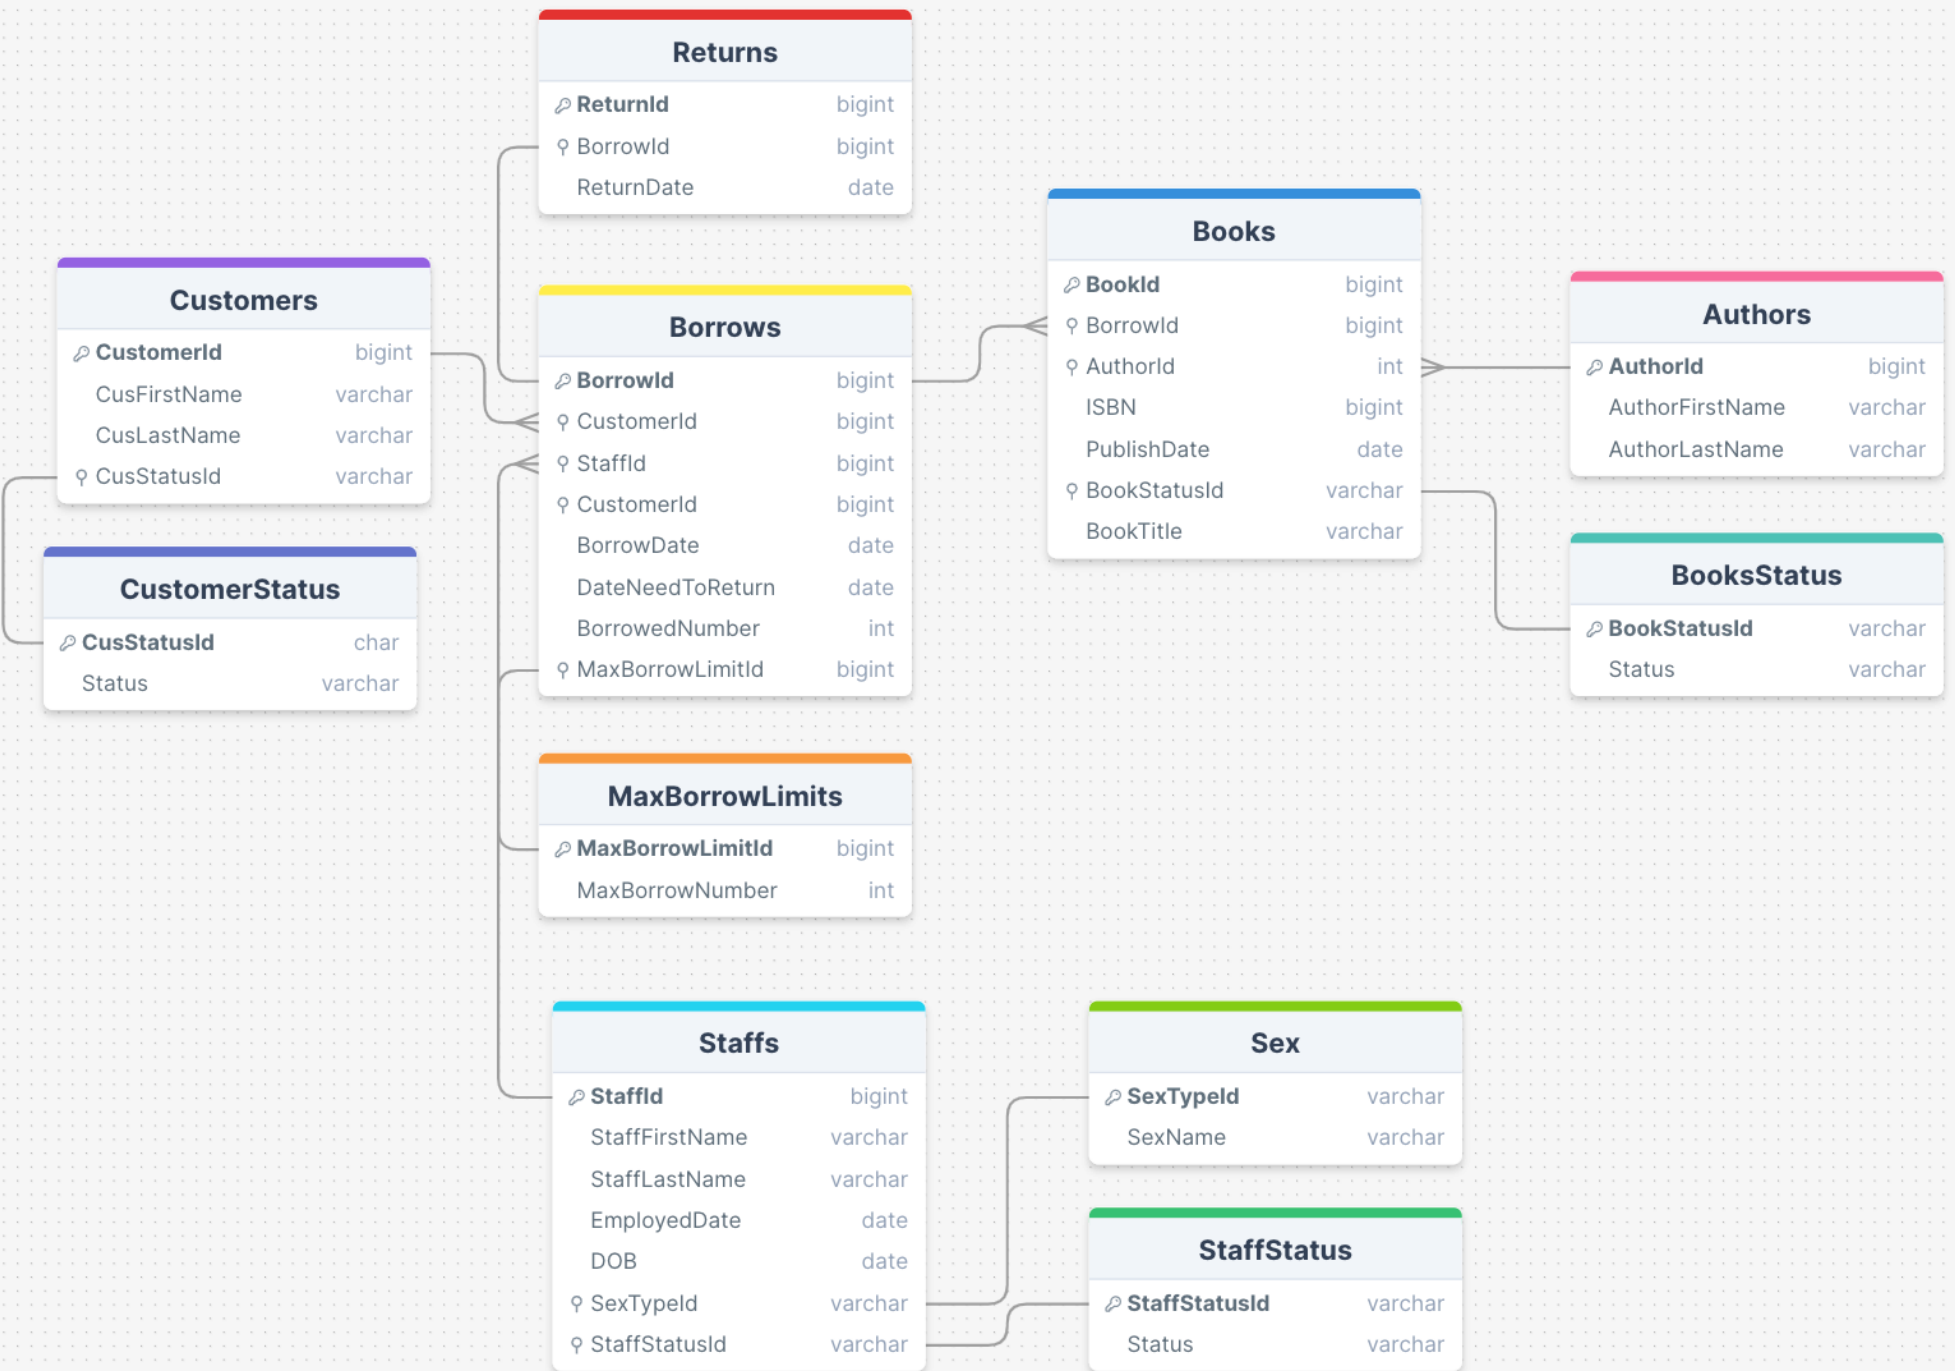 Returns
ReturnId bigint
BorrowId bigint
ReturnDate date
Customers
CustomerId bigint
CusFirstName varchar
CusLastName varchar
CusStatusId varchar
CustomerStatus
CusStatusId char
Status varchar
Borrows
BorrowId bigint
CustomerId bigint
StaffId bigint
CustomerId bigint
BorrowDate date
DateNeedToReturn date
BorrowedNumber int
MaxBorrowLimitId bigint
MaxBorrowLimits
MaxBorrowLimitId bigint
MaxBorrowNumber int
Books
BookId bigint
BorrowId bigint
AuthorId int
ISBN bigint
PublishDate date
BookStatusId varchar
BookTitle varchar
Authors
AuthorId bigint
AuthorFirstName varchar
AuthorLastName varchar
BooksStatus
BookStatusId varchar
Status varchar
Staffs
StaffId bigint
StaffFirstName varchar
StaffLastName varchar
EmployedDate date
DOB date
SexTypeId varchar
StaffStatusId varchar
Sex
SexTypeId varchar
SexName varchar
StaffStatus
StaffStatusId varchar
Status varchar